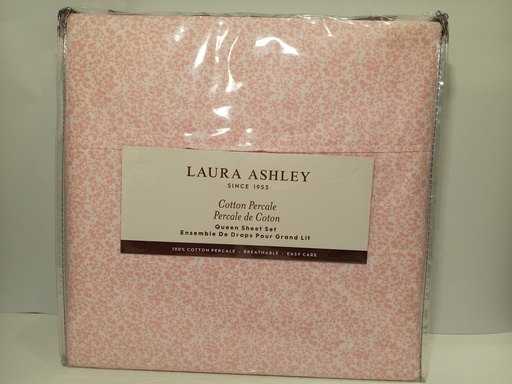 LAURA ASHLEY
SINCE 1953
Cotton Percale
Percale de Coton
Queen Sheet Set
Ensemble De Draps Pour Grand Lit
100% COTTON PERCALE • BREATHABLE • EASY CARE